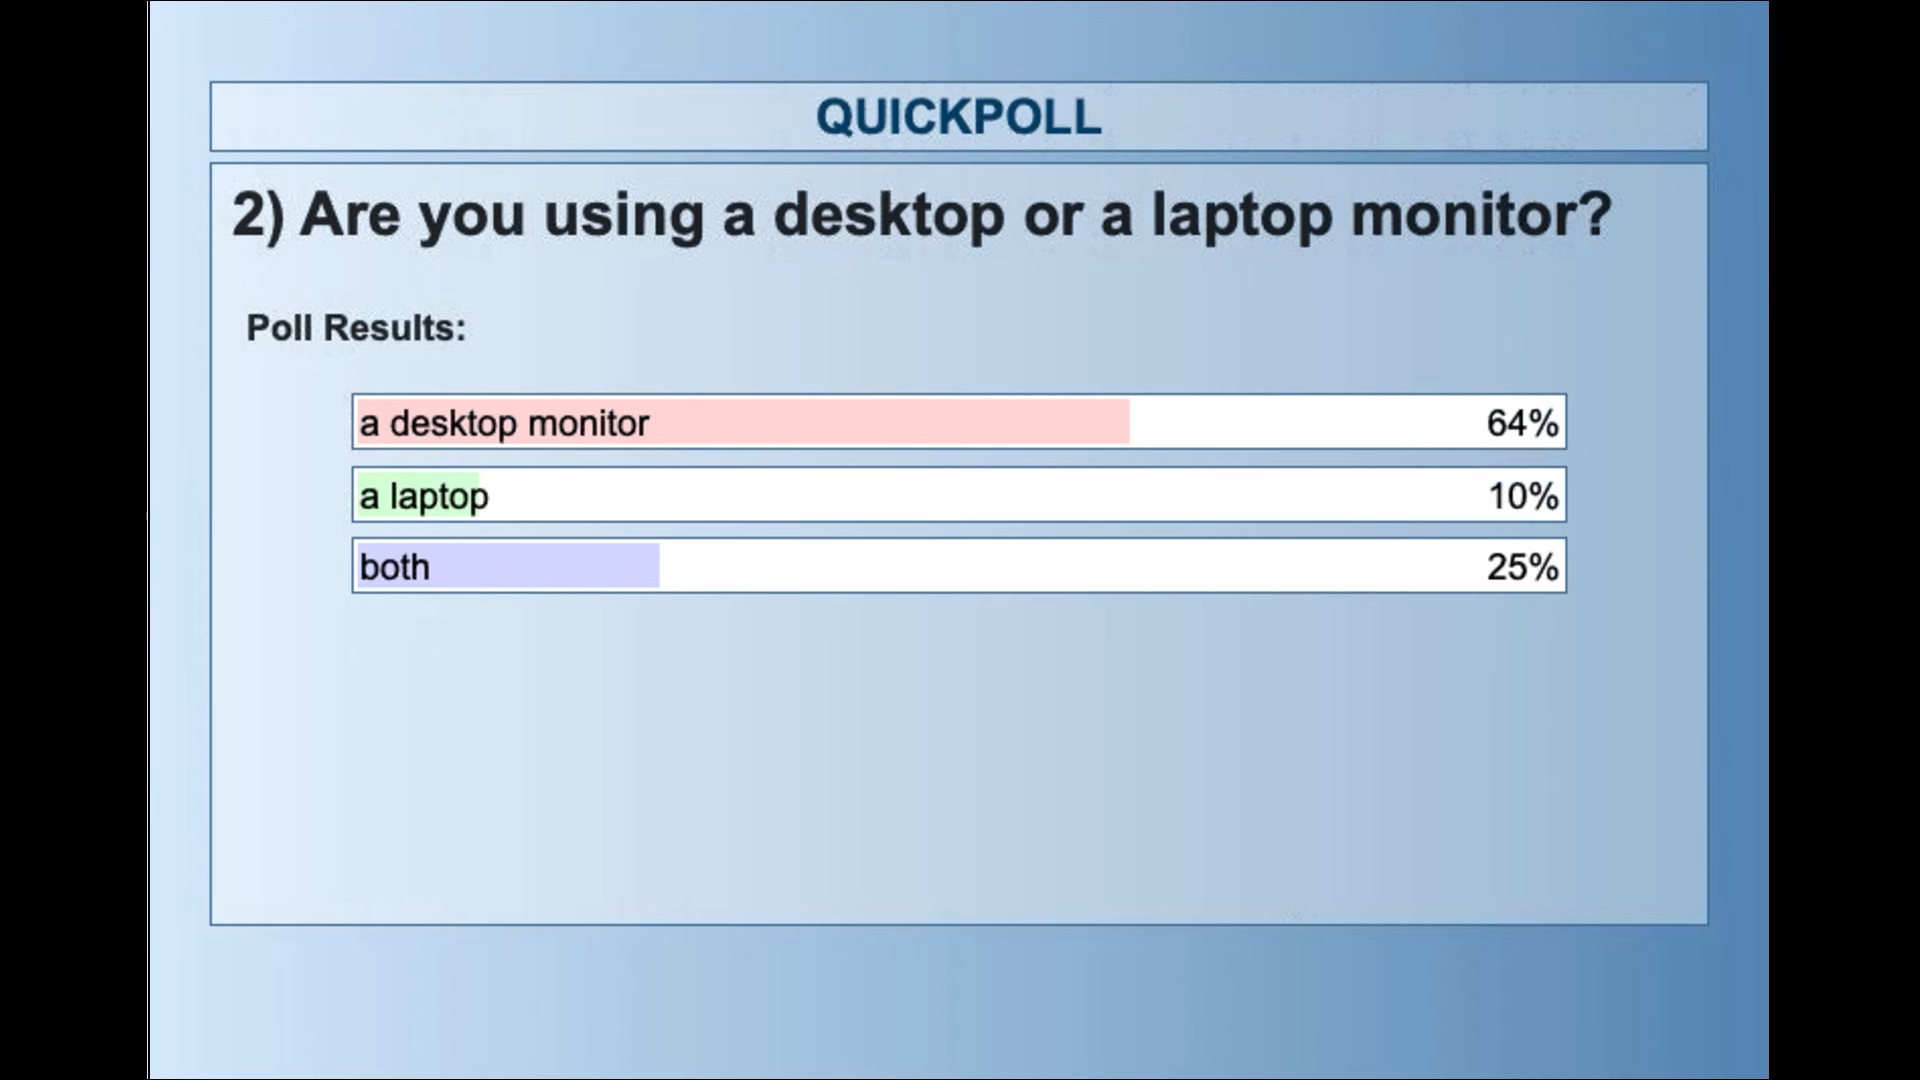 QUICKPOLL
2) Are you using a desktop or a laptop monitor?
Poll Results:
a desktop monitor 64%
a laptop 10%
both 25%